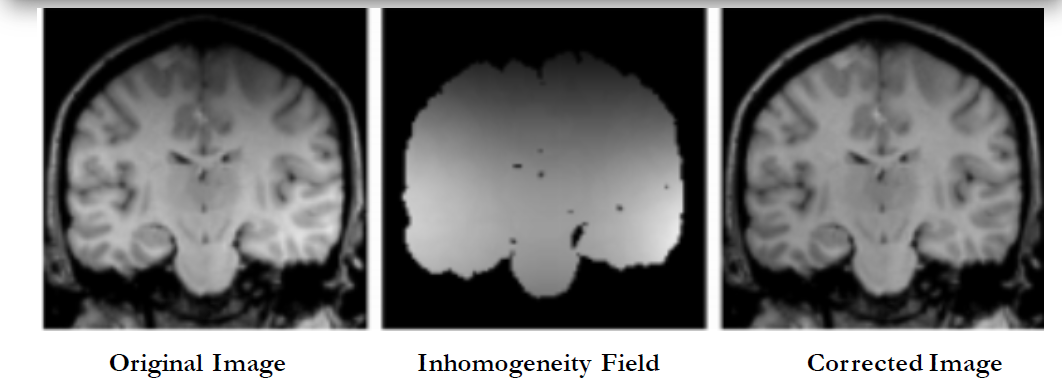 Original Image
Inhomogeneity Field
Corrected Image